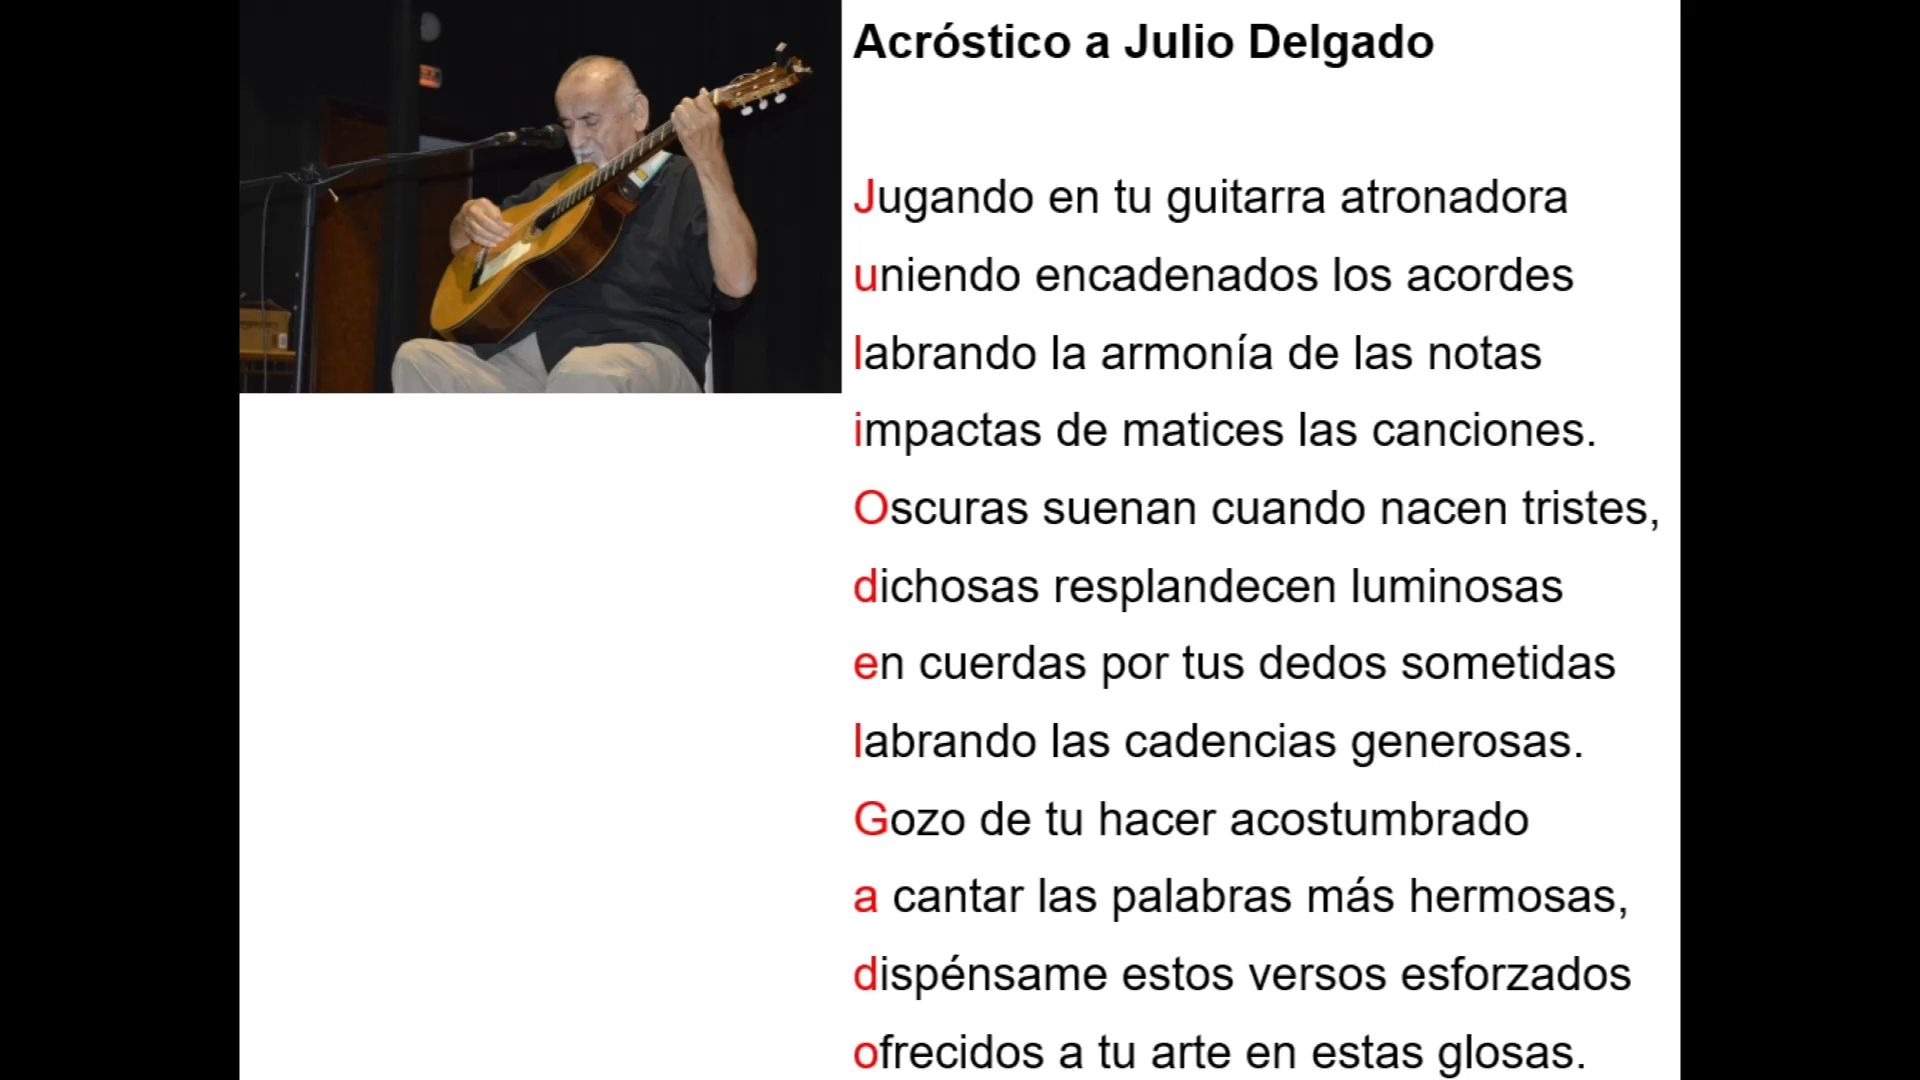 Acróstico a Julio Delgado
Jugando en tu guitarra atronadora
uniendo encadenados los acordes
labrando la armonía de las notas
impactas de matices las canciones.
Oscuras suenan cuando nacen tristes,
dichosas resplandecen luminosas
en cuerdas por tus dedos sometidas
labrando las cadencias generosas.
Gozo de tu hacer acostumbrado
a cantar las palabras más hermosas,
dispénsame estos versos esforzados
ofrecidos a tu arte en estas glosas.